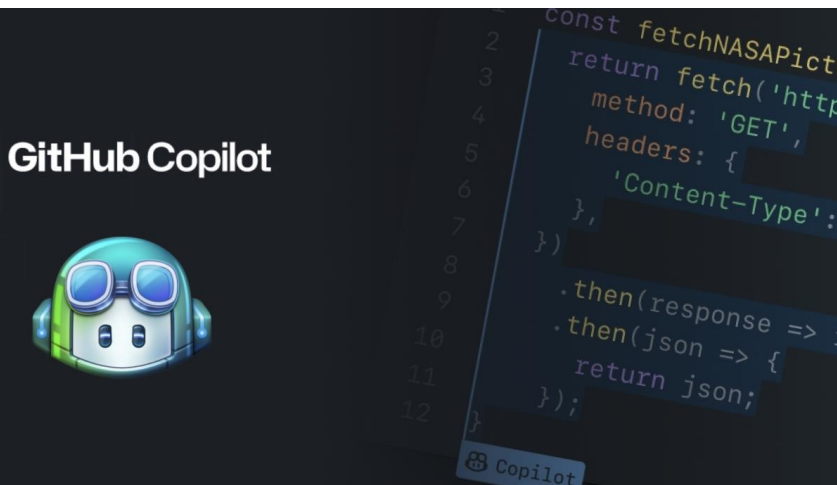 GitHub Copilot
1 const fetchNASAPict
2 return fetch('http
3 method: 'GET',
4 headers: {
5 'Content-Type':
6 },
7 })
8
9 .then(response =>
10 .then(json => {
11 return json;
12 });
}
Copilot